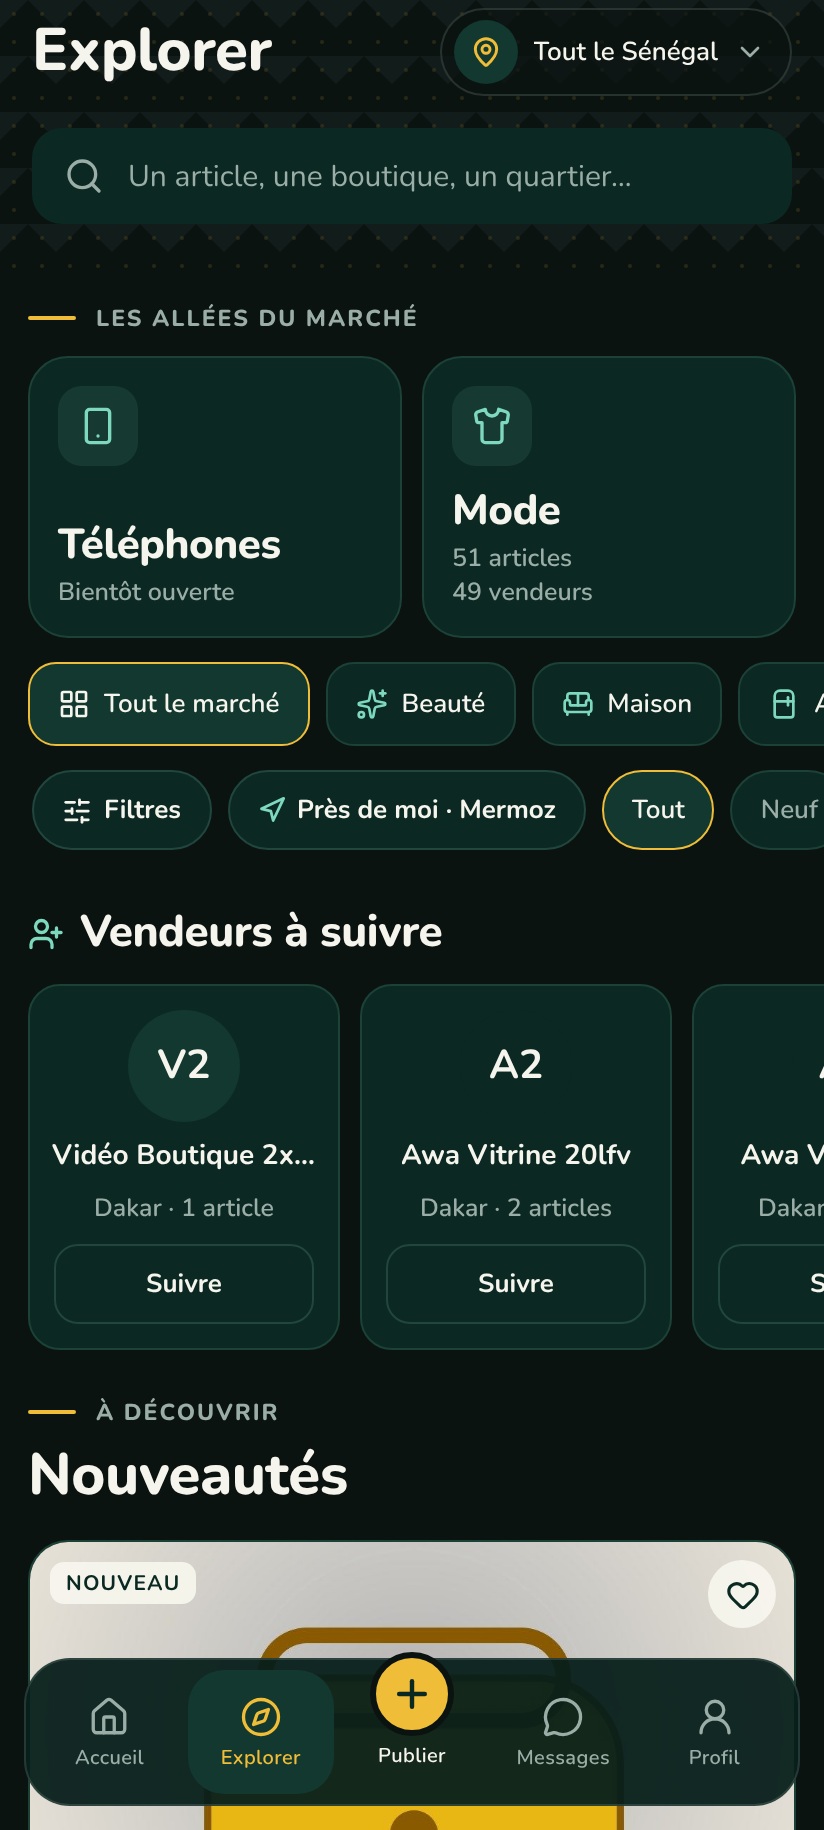 Explorer
Tout le Sénégal
Un article, une boutique, un quartier...
LES ALLÉES DU MARCHÉ
Téléphones
Bientôt ouverte
Mode
51 articles
49 vendeurs
Tout le marché
Beauté
Maison
Filtres
Près de moi · Mermoz
Tout
Neuf
Vendeurs à suivre
V2
Vidéo Boutique 2x...
Dakar · 1 article
Suivre
A2
Awa Vitrine 20lfv
Dakar · 2 articles
Suivre
Awa V
Dakar
S
À DÉCOUVRIR
Nouveautés
NOUVEAU
Accueil
Explorer
Publier
Messages
Profil